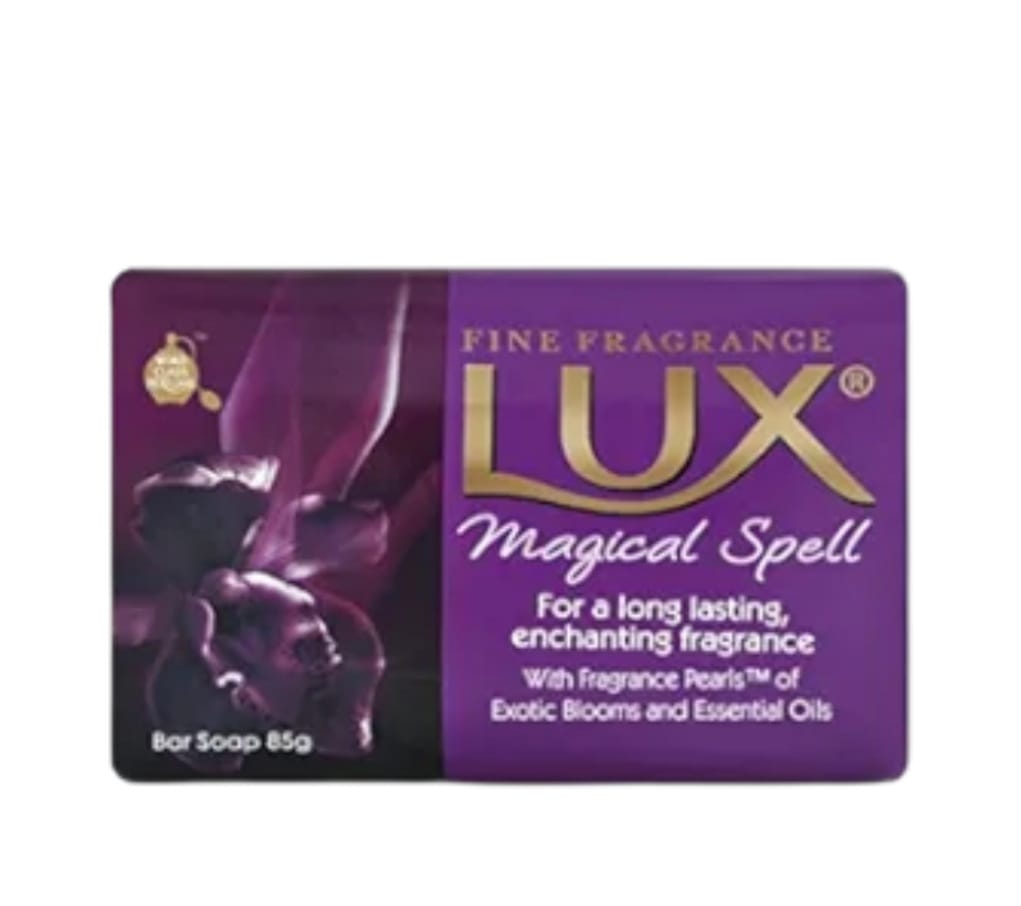 FINE FRAGRANCE
LUX®
Magical Spell
For a long lasting,
enchanting fragrance
With Fragrance Pearls™ of
Exotic Blooms and Essential Oils
Bar Soap 85g